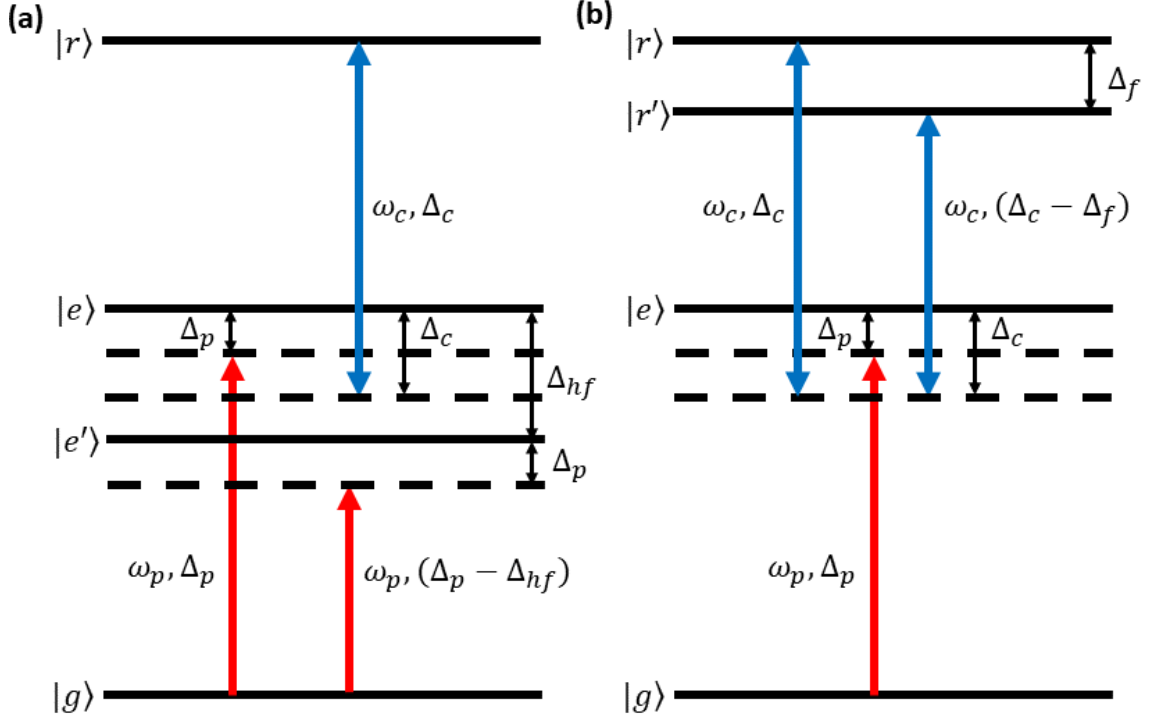 (a)
|r⟩
ω_c, Δ_c
|e⟩
Δ_p
Δ_c
Δ_hf
|e'⟩
Δ_p
ω_p, Δ_p
ω_p, (Δ_p − Δ_hf)
|g⟩
(b)
|r⟩
Δ_f
|r'⟩
ω_c, Δ_c
ω_c, (Δ_c − Δ_f)
|e⟩
Δ_p
Δ_c
ω_p, Δ_p
|g⟩